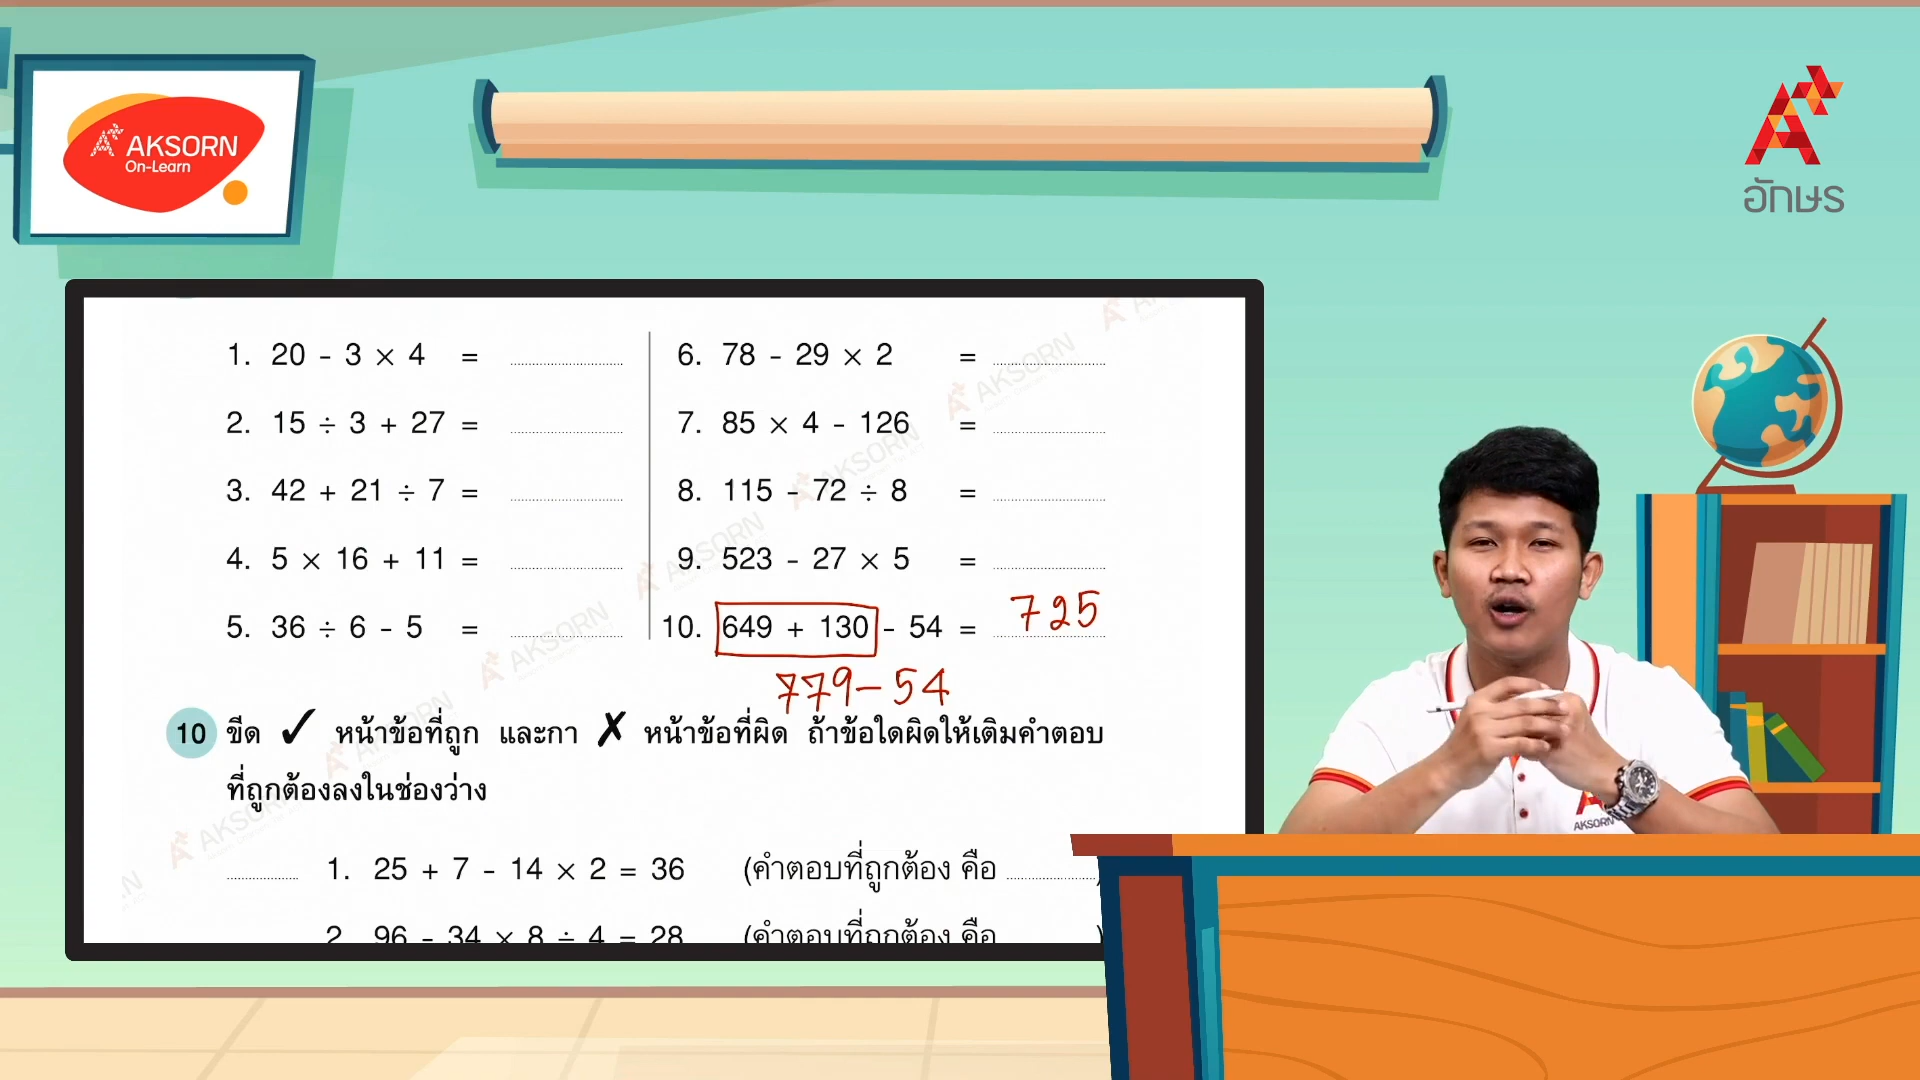 AKSORN
On-Learn
อักษร
1. 20 - 3 × 4 =
2. 15 ÷ 3 + 27 =
3. 42 + 21 ÷ 7 =
4. 5 × 16 + 11 =
5. 36 ÷ 6 - 5 =
6. 78 - 29 × 2 =
7. 85 × 4 - 126 =
8. 115 - 72 ÷ 8 =
9. 523 - 27 × 5 =
10. 649 + 130 - 54 = 725
779 - 54
10 ขีด ✓ หน้าข้อที่ถูก และกา ✗ หน้าข้อที่ผิด ถ้าข้อใดผิดให้เติมคำตอบ
ที่ถูกต้องลงในช่องว่าง
1. 25 + 7 - 14 × 2 = 36 (คำตอบที่ถูกต้อง คือ )
2. 96 - 34 × 8 ÷ 4 = 28 (คำตอบที่ถูกต้อง คือ )
AKSORN